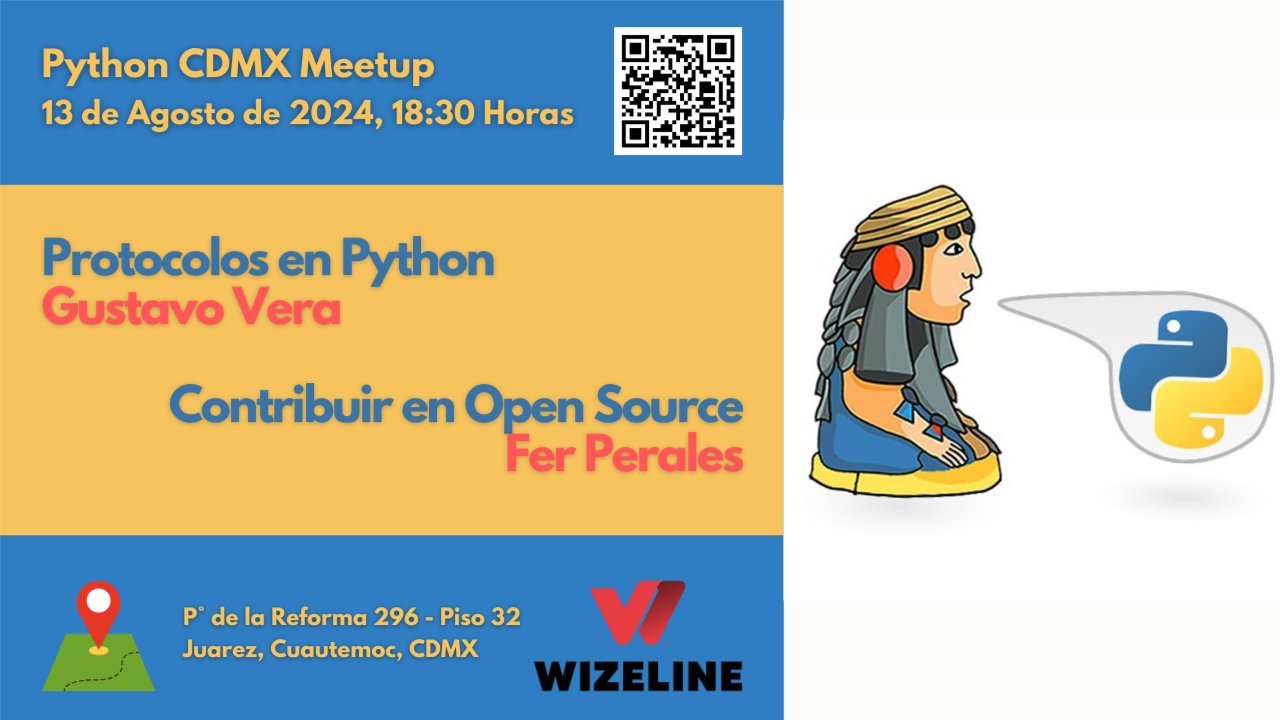 Python CDMX Meetup
13 de Agosto de 2024, 18:30 Horas
Protocolos en Python
Gustavo Vera
Contribuir en Open Source
Fer Perales
P° de la Reforma 296 - Piso 32
Juarez, Cuautemoc, CDMX
WIZELINE